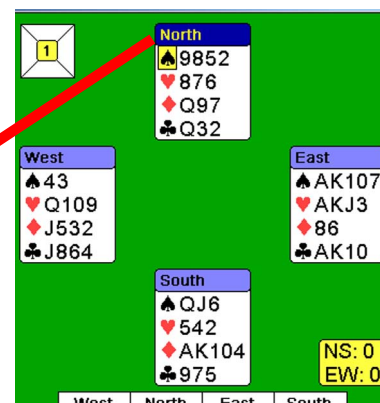 1
North
♠9852
♥876
♦Q97
♣Q32
West
♠43
♥Q109
♦J532
♣J864
East
♠AK107
♥AKJ3
♦86
♣AK10
South
♠QJ6
♥542
♦AK104
♣975
NS: 0
EW: 0
West North East South